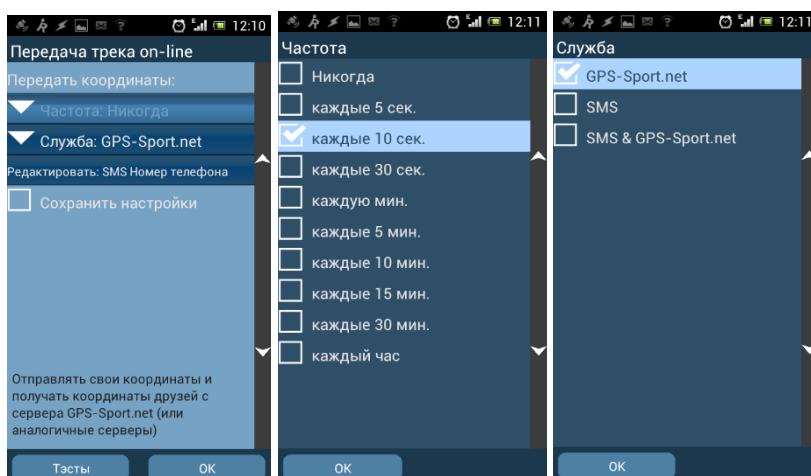 12:10
Передача трека on-line
Передать координаты:
Частота: Никогда
Служба: GPS-Sport.net
Редактировать: SMS Номер телефона
Сохранить настройки
Отправлять свои координаты и
получать координаты друзей с
сервера GPS-Sport.net (или
аналогичные серверы)
Тэсты
OK
12:11
Частота
Никогда
каждые 5 сек.
каждые 10 сек.
каждые 30 сек.
каждую мин.
каждые 5 мин.
каждые 10 мин.
каждые 15 мин.
каждые 30 мин.
каждый час
OK
12:11
Служба
GPS-Sport.net
SMS
SMS & GPS-Sport.net
OK